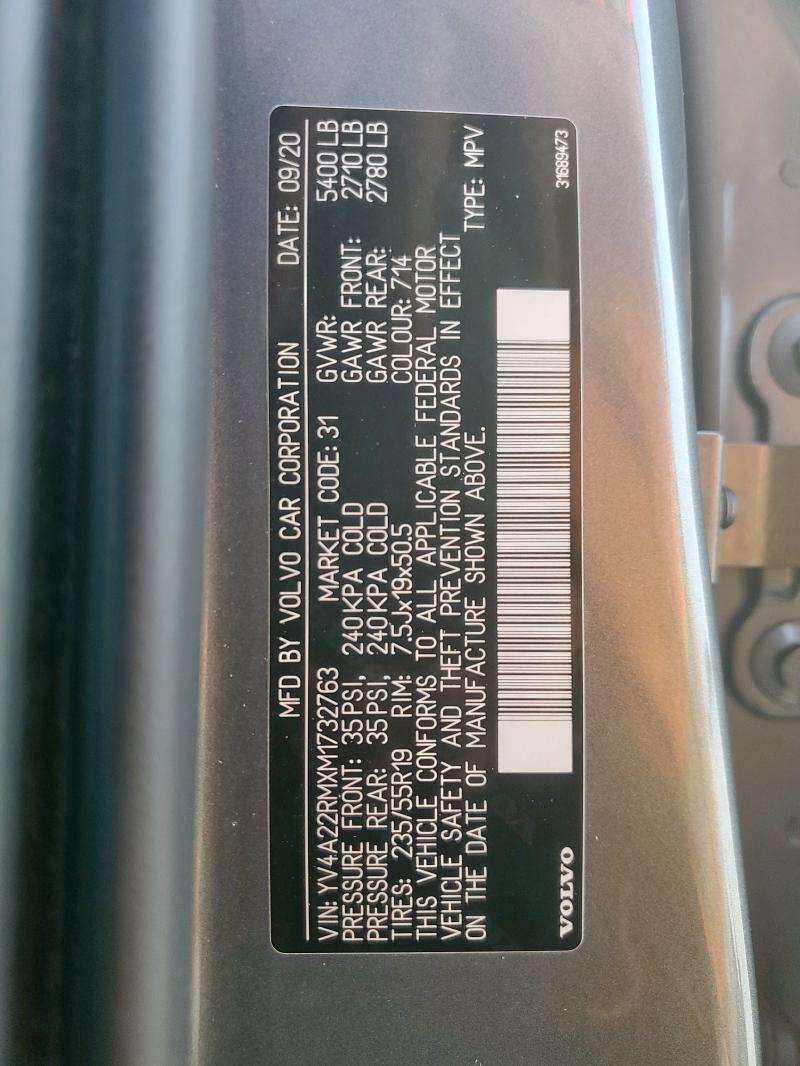 MFD BY VOLVO CAR CORPORATION DATE: 09/20
VIN: YV4A22RMXM1732763 MARKET CODE: 31 GVWR: 5400 LB
PRESSURE FRONT: 35 PSI, 240 KPA COLD GAWR FRONT: 2710 LB
PRESSURE REAR: 35 PSI, 240 KPA COLD GAWR REAR: 2780 LB
TIRES: 235/55R19 RIM: 7.5Jx19x50.5 COLOUR: 714
THIS VEHICLE CONFORMS TO ALL APPLICABLE FEDERAL MOTOR
VEHICLE SAFETY AND THEFT PREVENTION STANDARDS IN EFFECT
ON THE DATE OF MANUFACTURE SHOWN ABOVE. TYPE: MPV
VOLVO 31689473